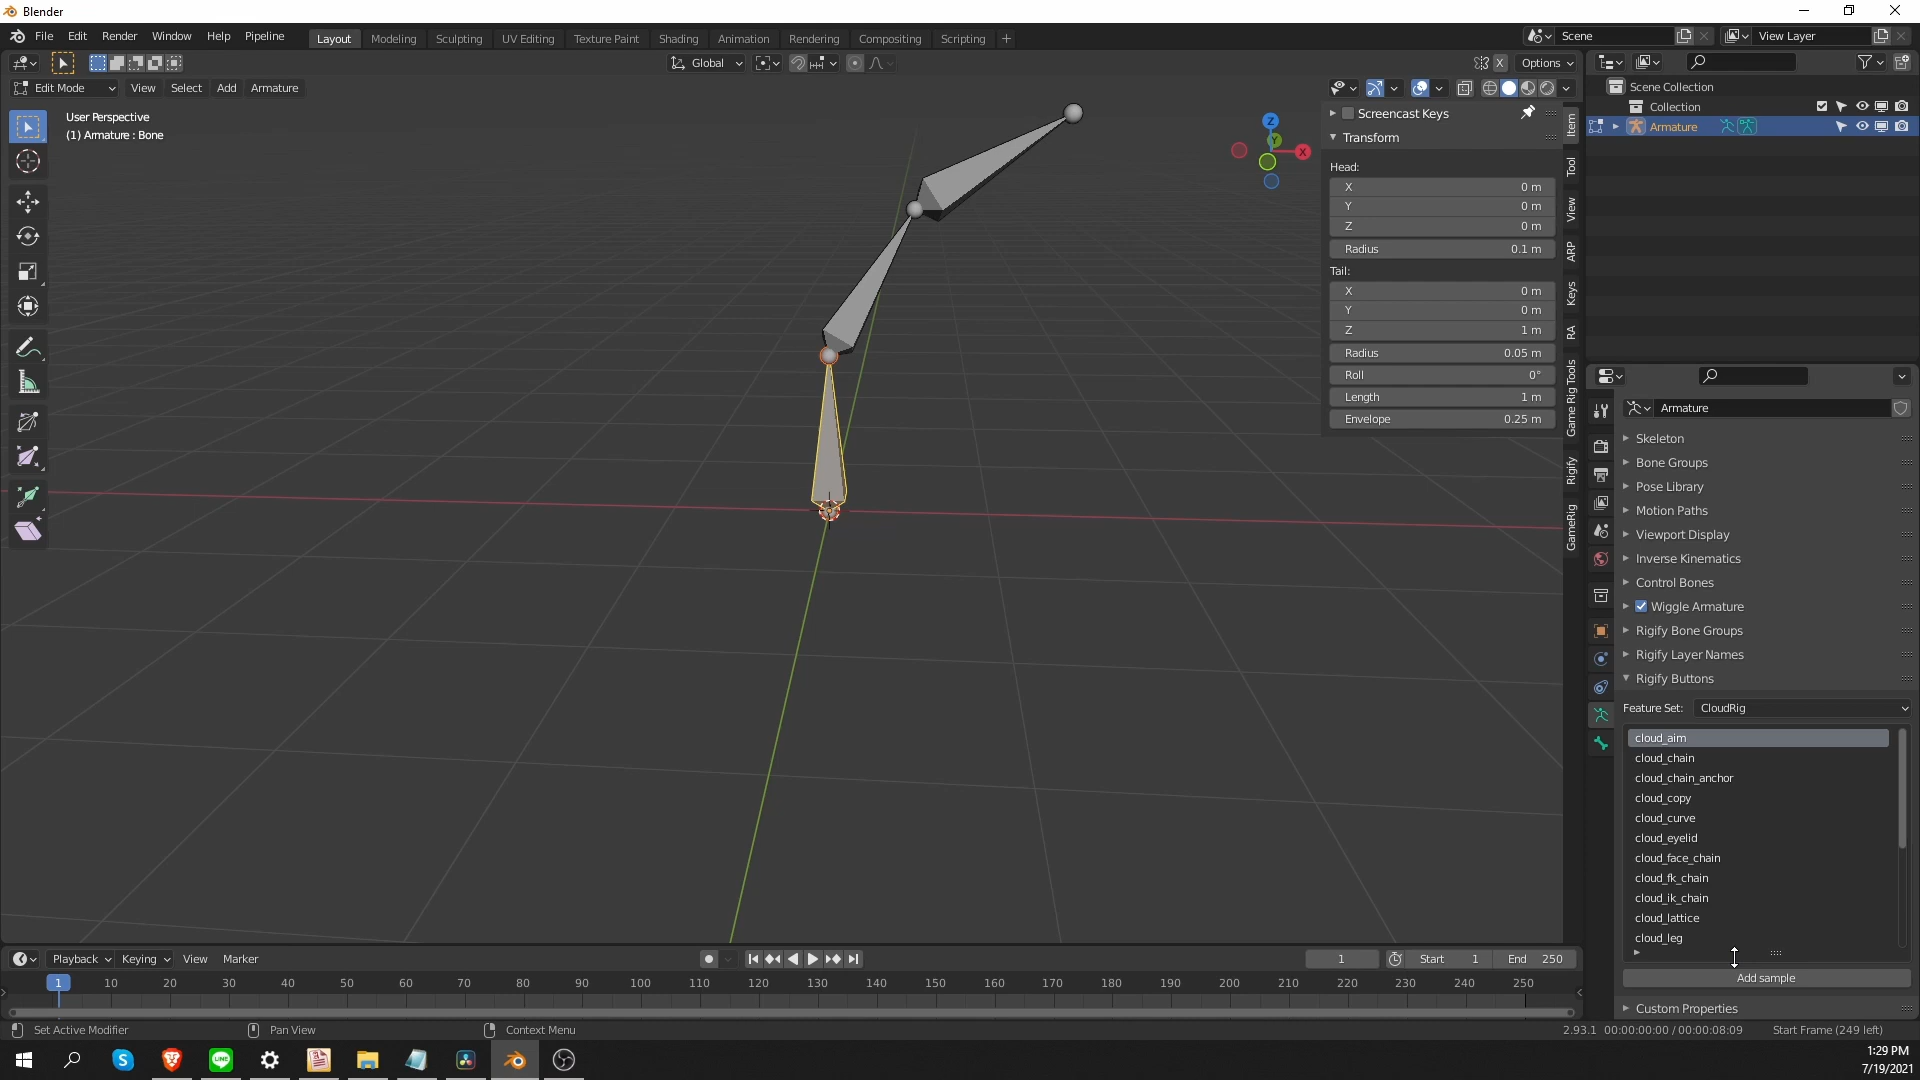 Blender
File Edit Render Window Help Pipeline
Layout Modeling Sculpting UV Editing Texture Paint Shading Animation Rendering Compositing Scripting +
Scene
View Layer
Global
X
Options
Edit Mode View Select Add Armature
User Perspective
(1) Armature : Bone
Z
Y
X
Screencast Keys
Transform
Head:
X 0 m
Y 0 m
Z 0 m
Radius 0.1 m
Tail:
X 0 m
Y 0 m
Z 1 m
Radius 0.05 m
Roll 0°
Length 1 m
Envelope 0.25 m
Item
Tool
View
ARP
Keys
RA
Game Rig Tools
Rigify
GameRig
Scene Collection
Collection
Armature
Armature
Skeleton
Bone Groups
Pose Library
Motion Paths
Viewport Display
Inverse Kinematics
Control Bones
Wiggle Armature
Rigify Bone Groups
Rigify Layer Names
Rigify Buttons
Feature Set: CloudRig
cloud_aim
cloud_chain
cloud_chain_anchor
cloud_copy
cloud_curve
cloud_eyelid
cloud_face_chain
cloud_fk_chain
cloud_ik_chain
cloud_lattice
cloud_leg
Add sample
Custom Properties
Playback Keying View Marker
1 Start 1 End 250
1 10 20 30 40 50 60 70 80 90 100 110 120 130 140 150 160 170 180 190 200 210 220 230 240 250
Set Active Modifier Pan View Context Menu
2.93.1 00:00:00:00 / 00:00:08:09 Start Frame (249 left)
S
LINE
1:29 PM
7/19/2021